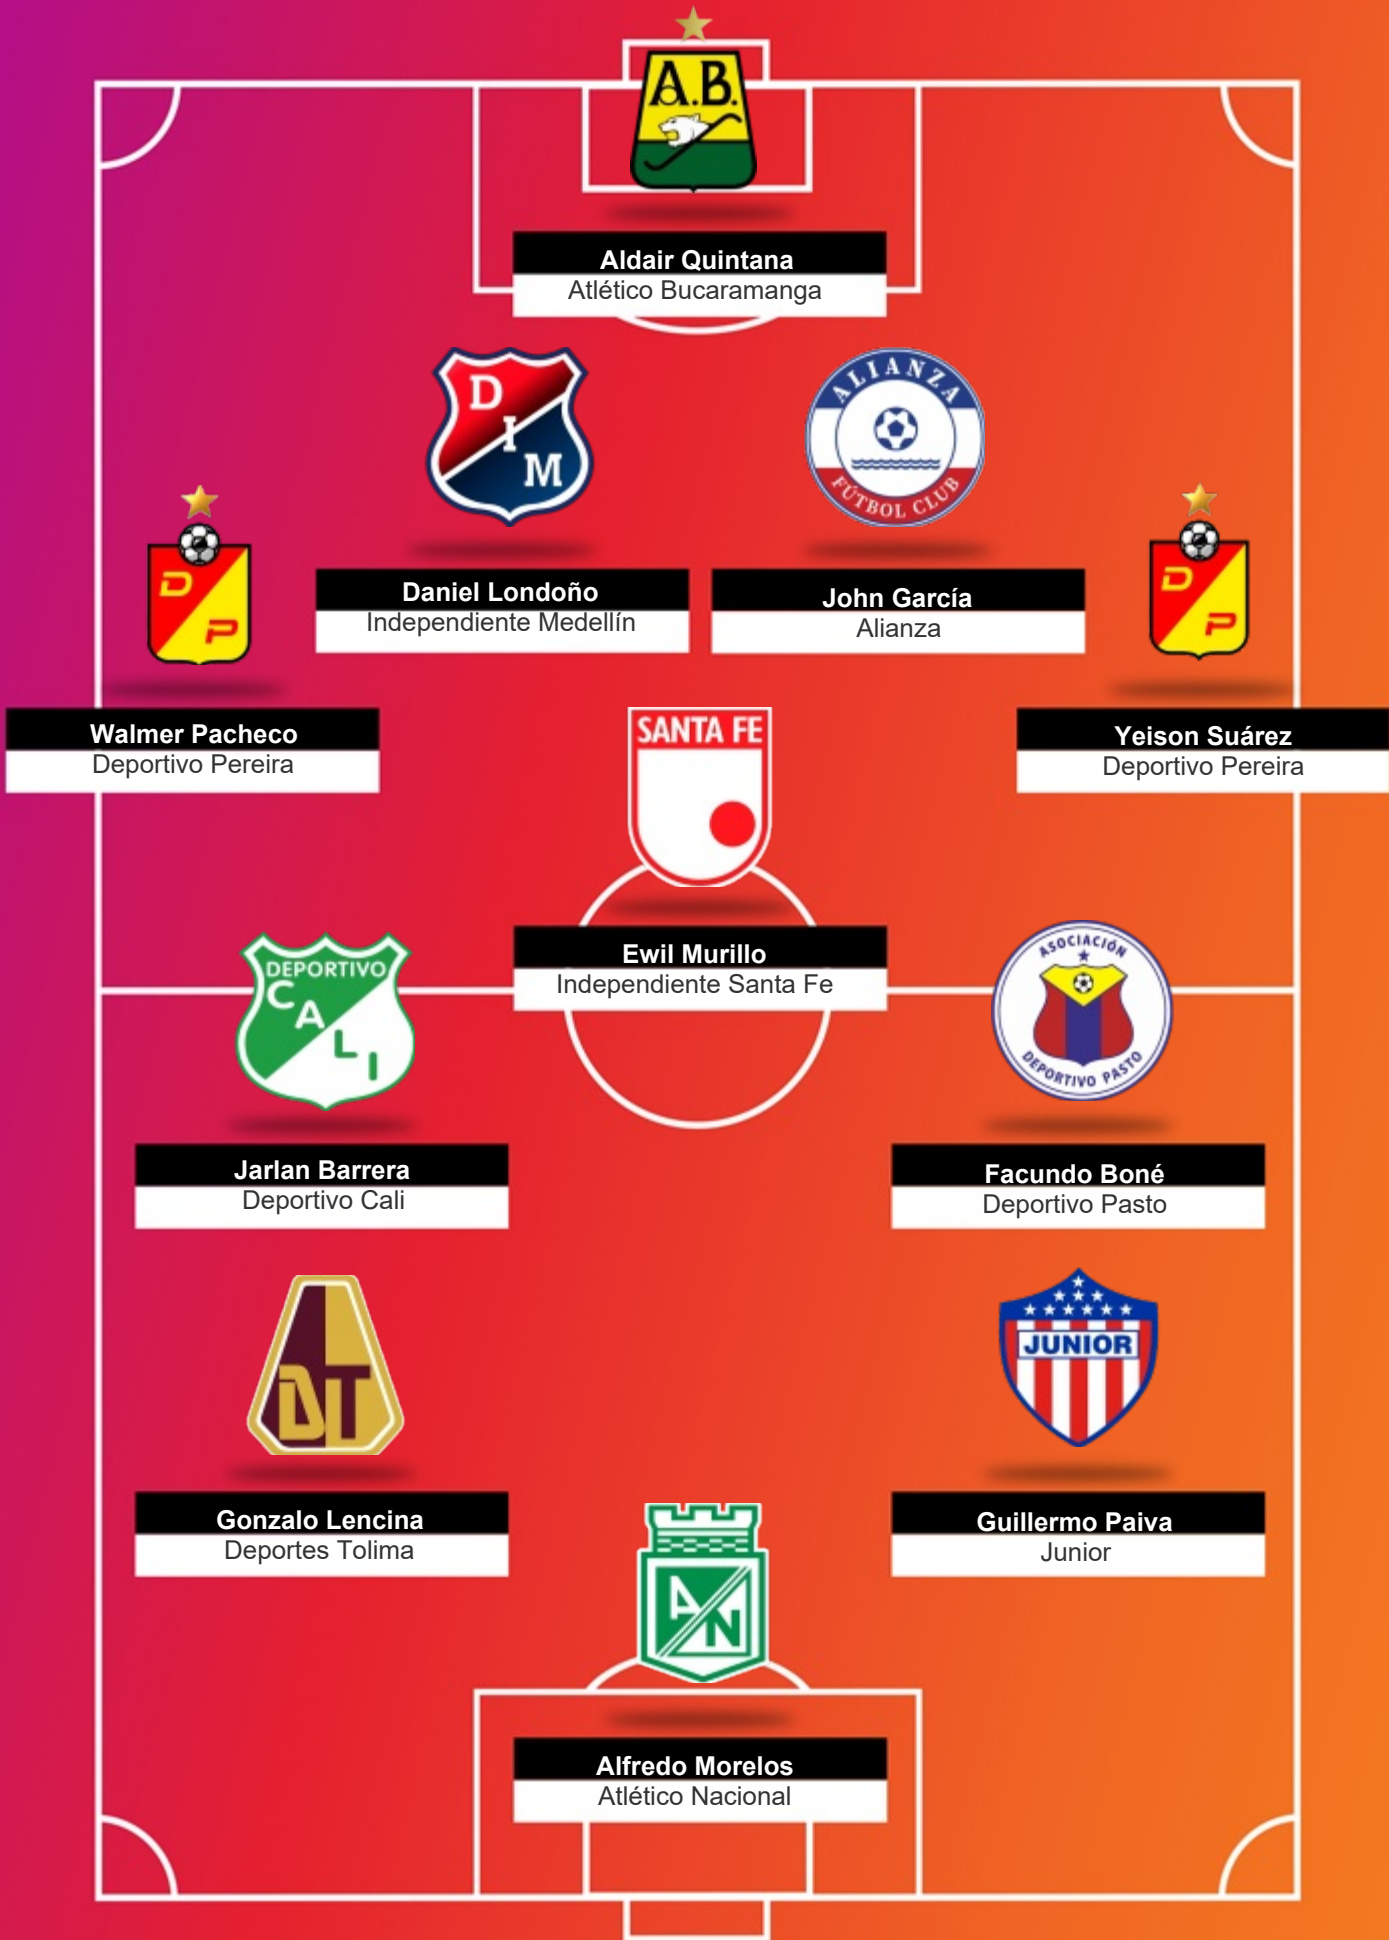 A.B.
Aldair Quintana
Atlético Bucaramanga
D
I
M
ALIANZA
FÚTBOL CLUB
Daniel Londoño
Independiente Medellín
John García
Alianza
D
P
D
P
Walmer Pacheco
Deportivo Pereira
Yeison Suárez
Deportivo Pereira
SANTA FE
Ewil Murillo
Independiente Santa Fe
DEPORTIVO
CALI
ASOCIACIÓN
DEPORTIVO PASTO
Jarlan Barrera
Deportivo Cali
Facundo Boné
Deportivo Pasto
DT
JUNIOR
Gonzalo Lencina
Deportes Tolima
Guillermo Paiva
Junior
AN
Alfredo Morelos
Atlético Nacional